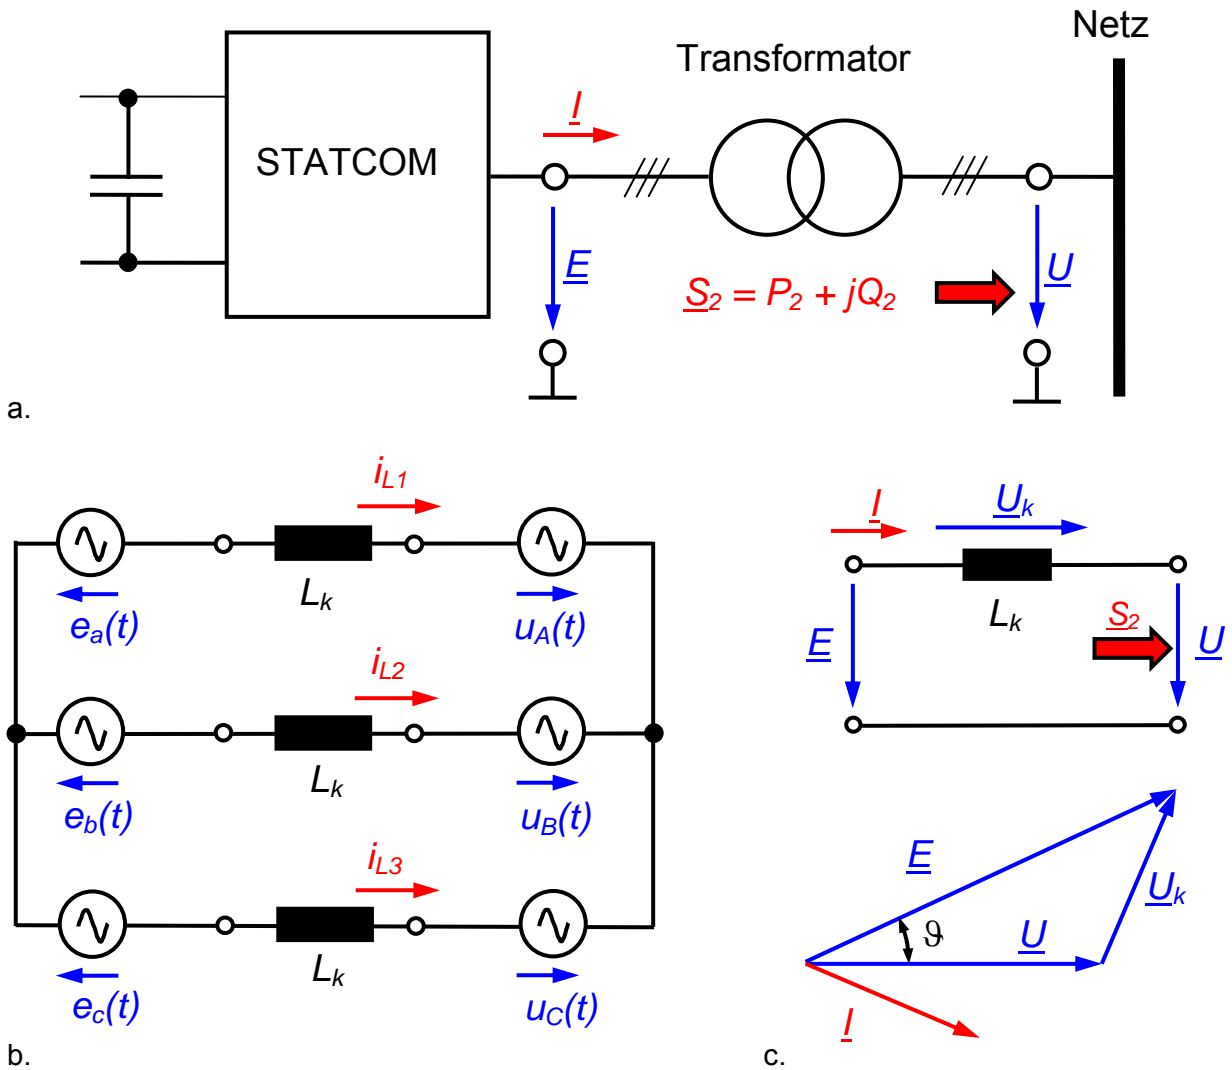 Netz
Transformator
I
STATCOM
E
S2 = P2 + jQ2
U
a.
iL1
Lk
ea(t)
uA(t)
iL2
Lk
eb(t)
uB(t)
iL3
Lk
ec(t)
uC(t)
b.
I
Uk
Lk
E
S2
U
E
Uk
ϑ
U
I
c.